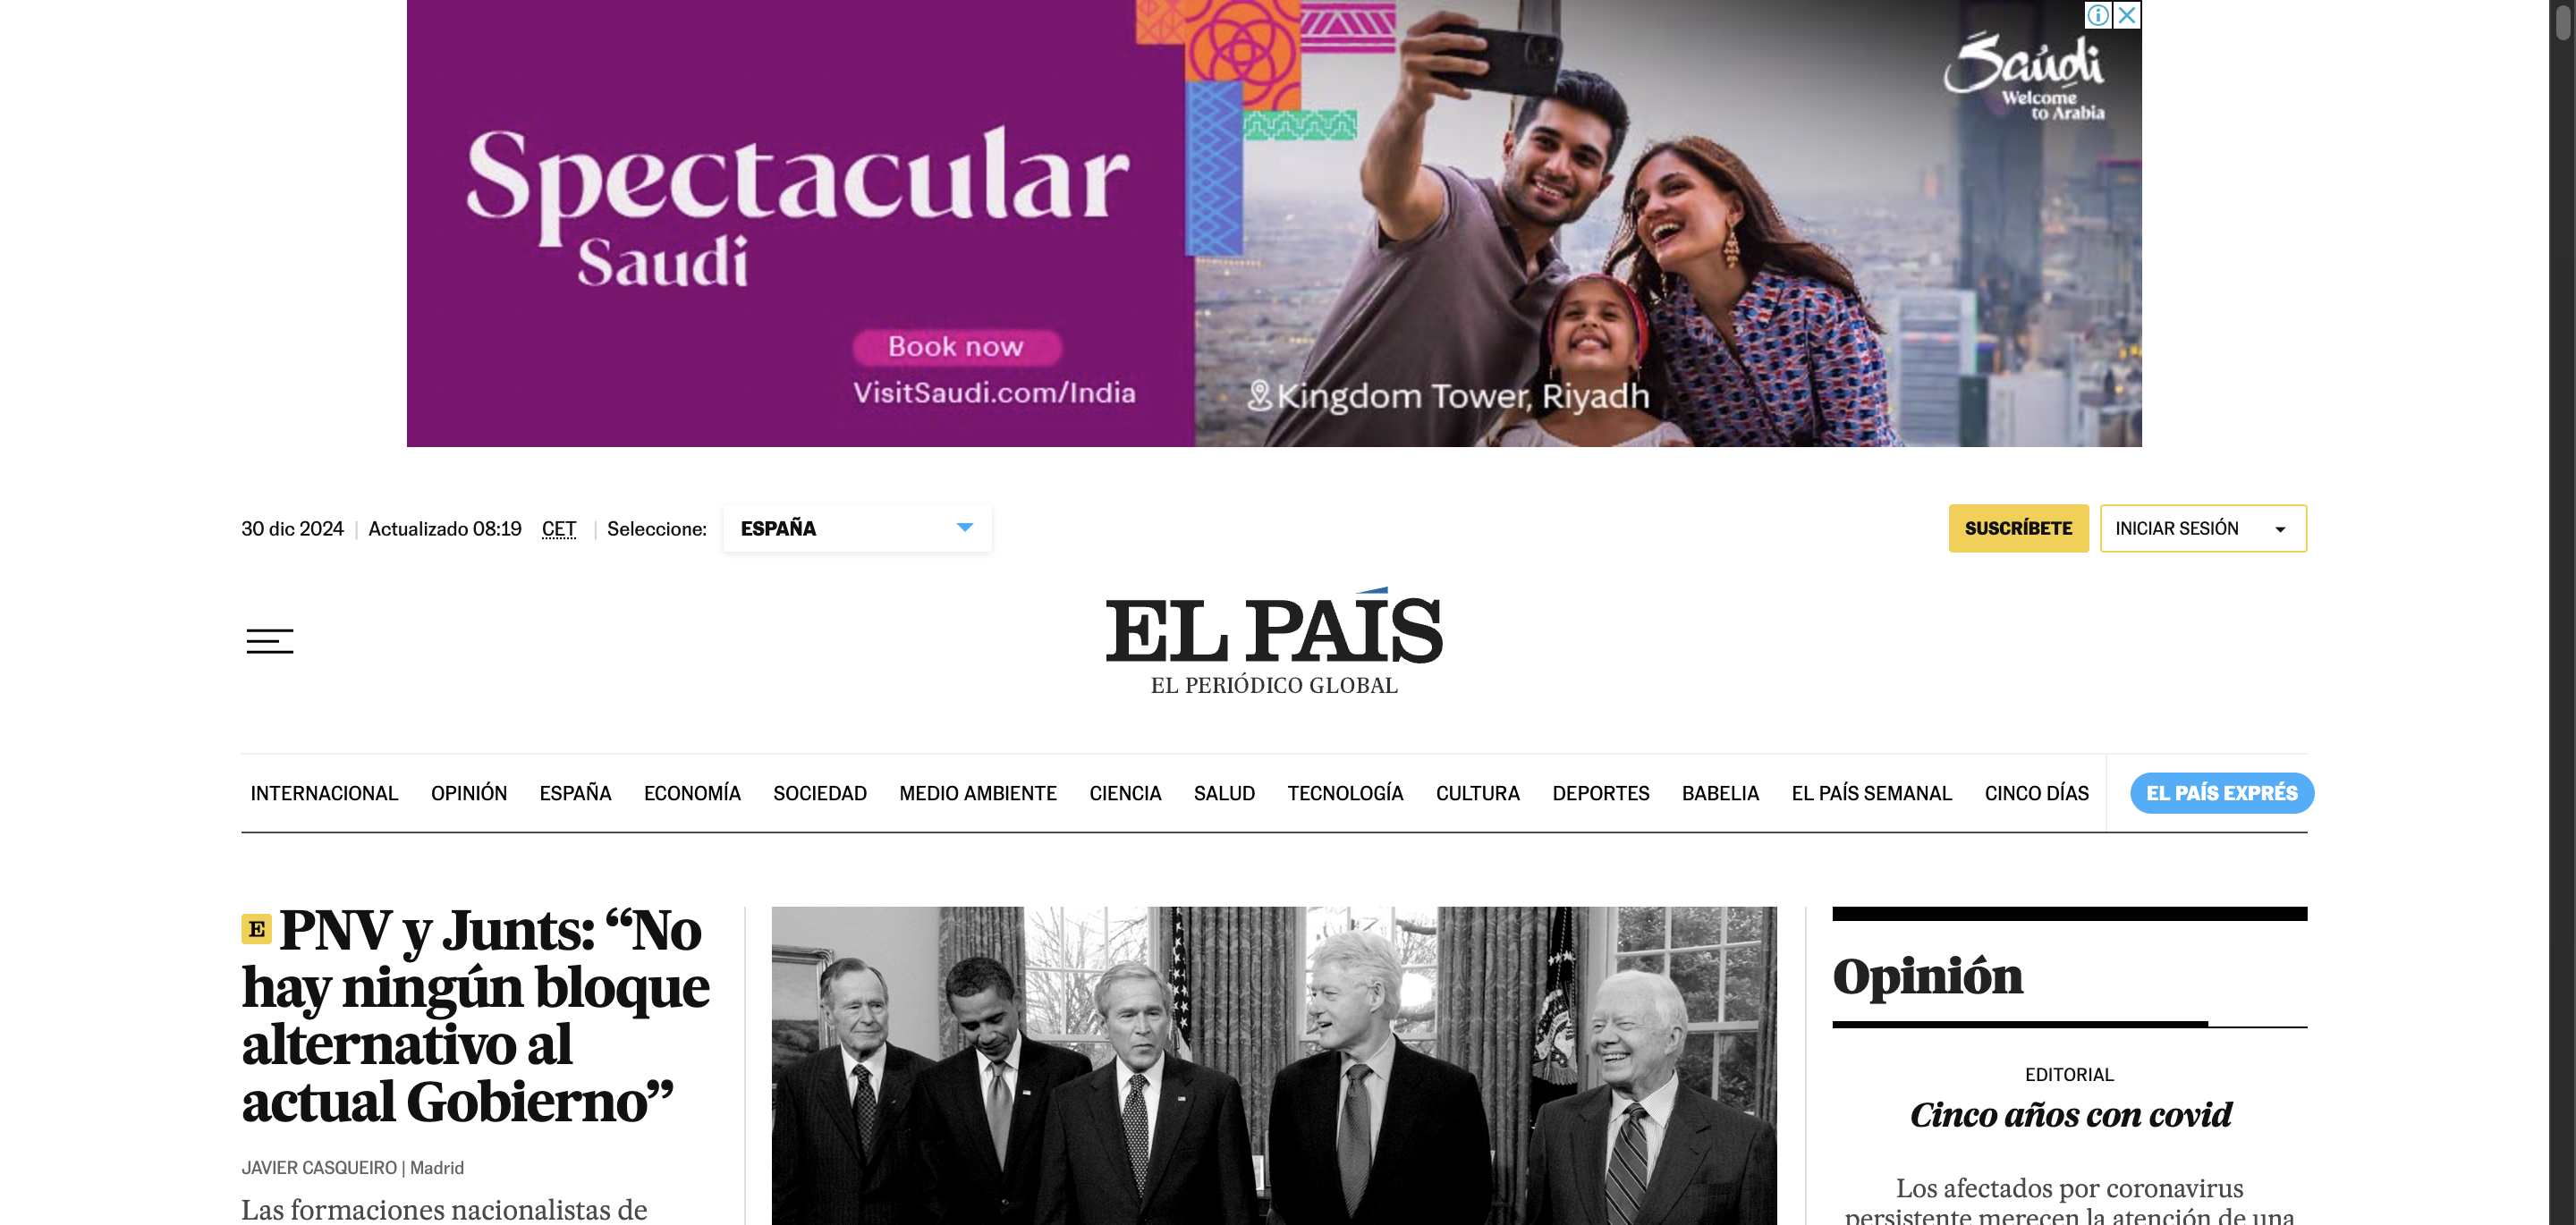 Spectacular
Saudi
Book now
VisitSaudi.com/India
Saudi
Welcome
to Arabia
Kingdom Tower, Riyadh
30 dic 2024 | Actualizado 08:19 CET | Seleccione: ESPAÑA
SUSCRÍBETE INICIAR SESIÓN
EL PAÍS
EL PERIÓDICO GLOBAL
INTERNACIONAL OPINIÓN ESPAÑA ECONOMÍA SOCIEDAD MEDIO AMBIENTE CIENCIA SALUD TECNOLOGÍA CULTURA DEPORTES BABELIA EL PAÍS SEMANAL CINCO DÍAS EL PAÍS EXPRÉS
E PNV y Junts: “No
hay ningún bloque
alternativo al
actual Gobierno”
JAVIER CASQUEIRO | Madrid
Las formaciones nacionalistas de
Opinión
EDITORIAL
Cinco años con covid
Los afectados por coronavirus
persistente merecen la atención de una